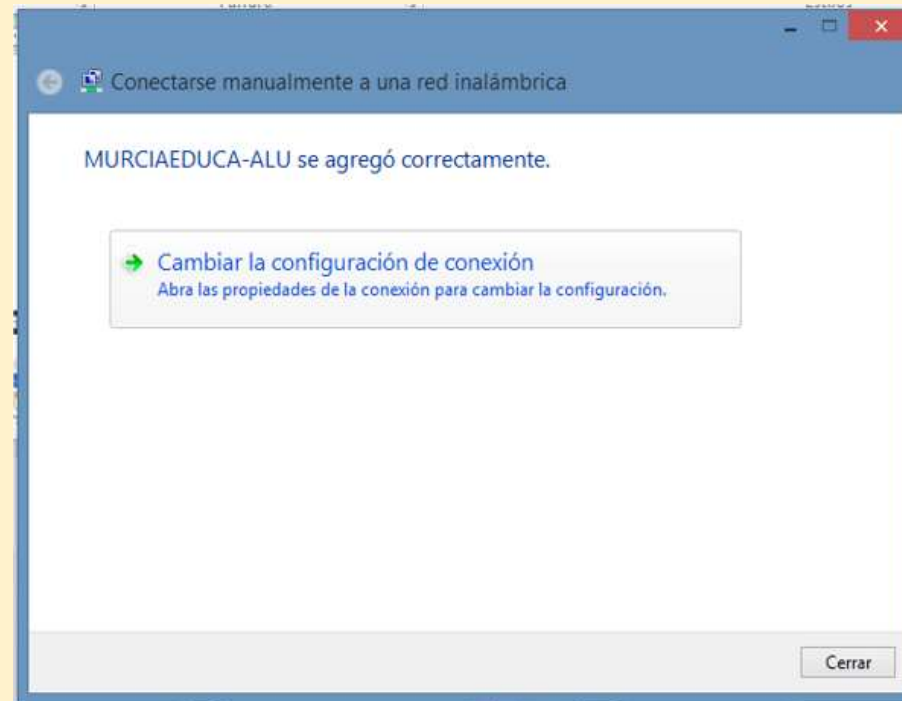 Conectarse manualmente a una red inalámbrica
MURCIAEDUCA-ALU se agregó correctamente.
Cambiar la configuración de conexión
Abra las propiedades de la conexión para cambiar la configuración.
Cerrar